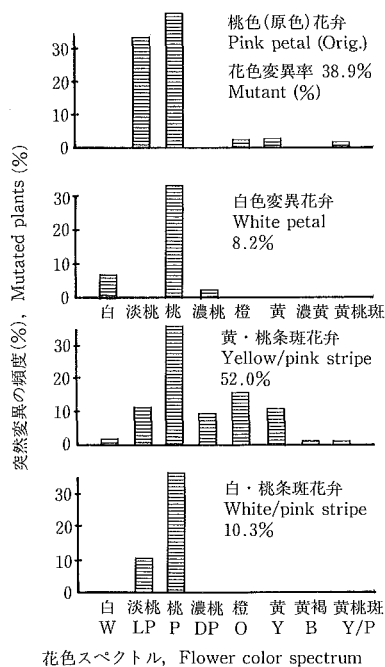 突然変異の頻度(%), Mutated plants (%)
30
20
10
0
桃色(原色)花弁
Pink petal (Orig.)
花色変異率 38.9%
Mutant (%)
30
20
10
0
白色変異花弁
White petal
8.2%
白 淡桃 桃 濃桃 橙 黄 濃黄 黄桃斑
30
20
10
0
黄・桃条斑花弁
Yellow/pink stripe
52.0%
30
20
10
0
白・桃条斑花弁
White/pink stripe
10.3%
白 淡桃 桃 濃桃 橙 黄 黄褐 黄桃斑
W LP P DP O Y B Y/P
花色スペクトル, Flower color spectrum